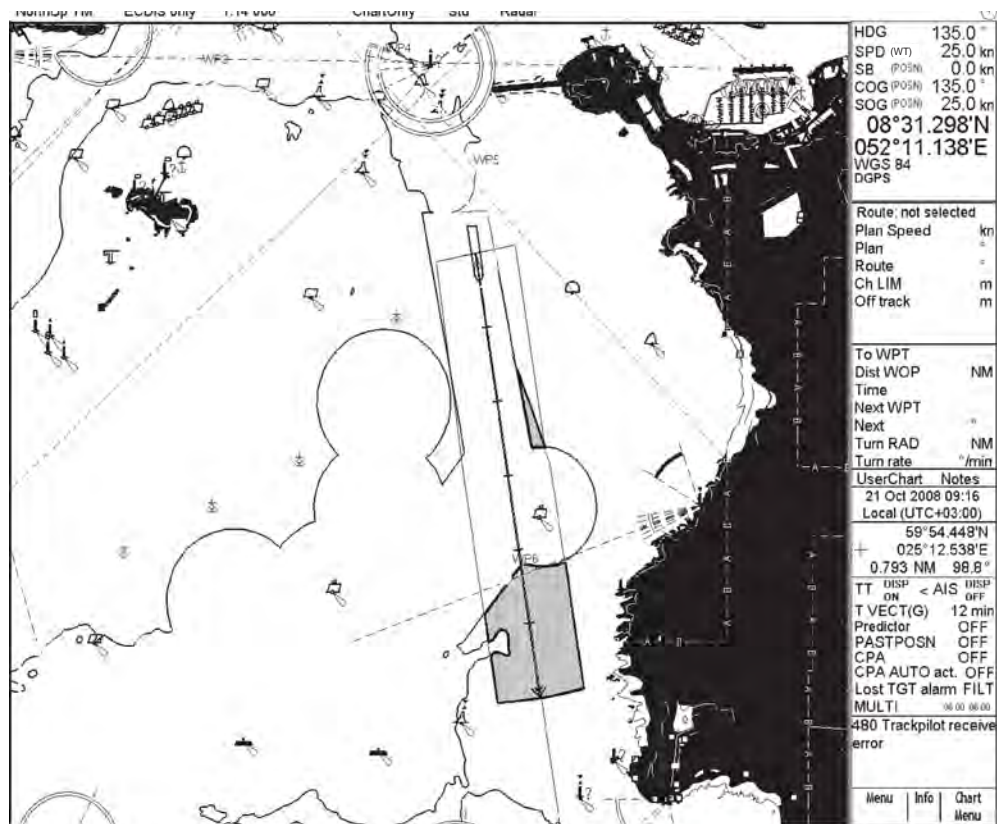 NorthUp TM ECDIS only 1:14 000 ChartOnly Std Radar
WP3
WP4
WP5
WP6
HDG 135.0 °
SPD (WT) 25.0 kn
SB (POSN) 0.0 kn
COG (POSN) 135.0 °
SOG (POSN) 25.0 kn
08°31.298'N
052°11.138'E
WGS 84
DGPS
Route: not selected
Plan Speed kn
Plan °
Route °
Ch LIM m
Off track m
To WPT
Dist WOP NM
Time
Next WPT
Next °
Turn RAD NM
Turn rate °/min
UserChart Notes
21 Oct 2008 09:16
Local (UTC+03:00)
59°54.448'N
025°12.538'E
0.793 NM 98.8°
TT DISP ON < AIS DISP OFF
T VECT(G) 12 min
Predictor OFF
PASTPOSN OFF
CPA OFF
CPA AUTO act. OFF
Lost TGT alarm FILT
MULTI 06 00 06 00
480 Trackpilot receive
error
Menu Info Chart
Menu